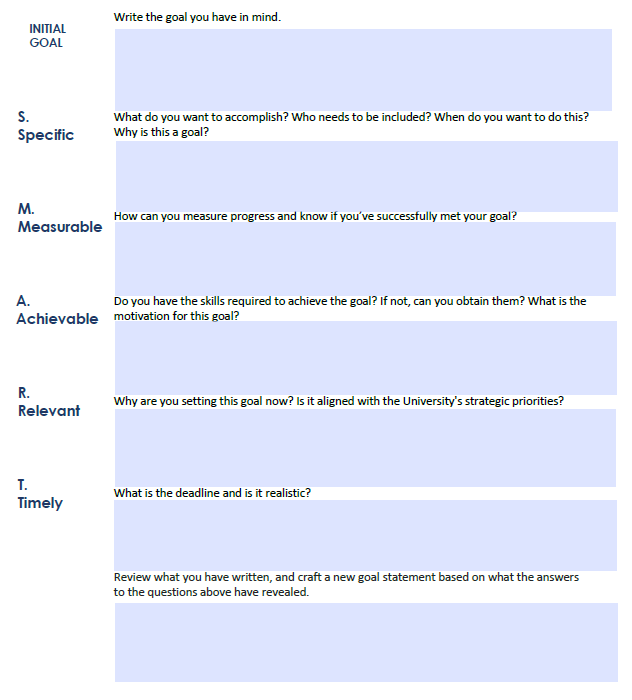 INITIAL
GOAL
Write the goal you have in mind.
S.
Specific
What do you want to accomplish? Who needs to be included? When do you want to do this?
Why is this a goal?
M.
Measurable
How can you measure progress and know if you’ve successfully met your goal?
A.
Achievable
Do you have the skills required to achieve the goal? If not, can you obtain them? What is the
motivation for this goal?
R.
Relevant
Why are you setting this goal now? Is it aligned with the University's strategic priorities?
T.
Timely
What is the deadline and is it realistic?
Review what you have written, and craft a new goal statement based on what the answers
to the questions above have revealed.